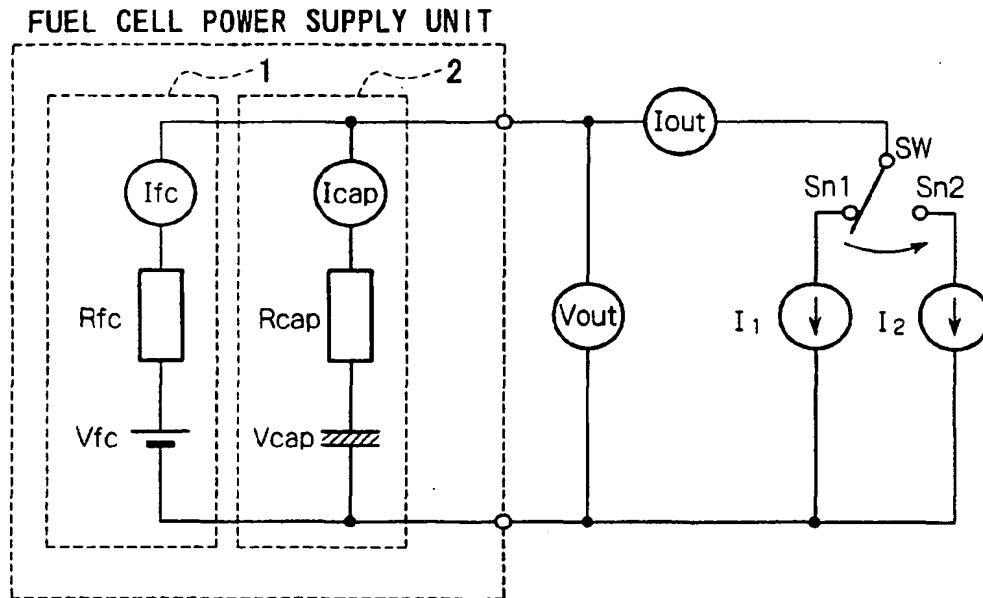 FUEL CELL POWER SUPPLY UNIT
1
2
Ifc
Icap
Iout
SW
Sn1
Sn2
Rfc
Rcap
Vout
I₁
I₂
Vfc
Vcap